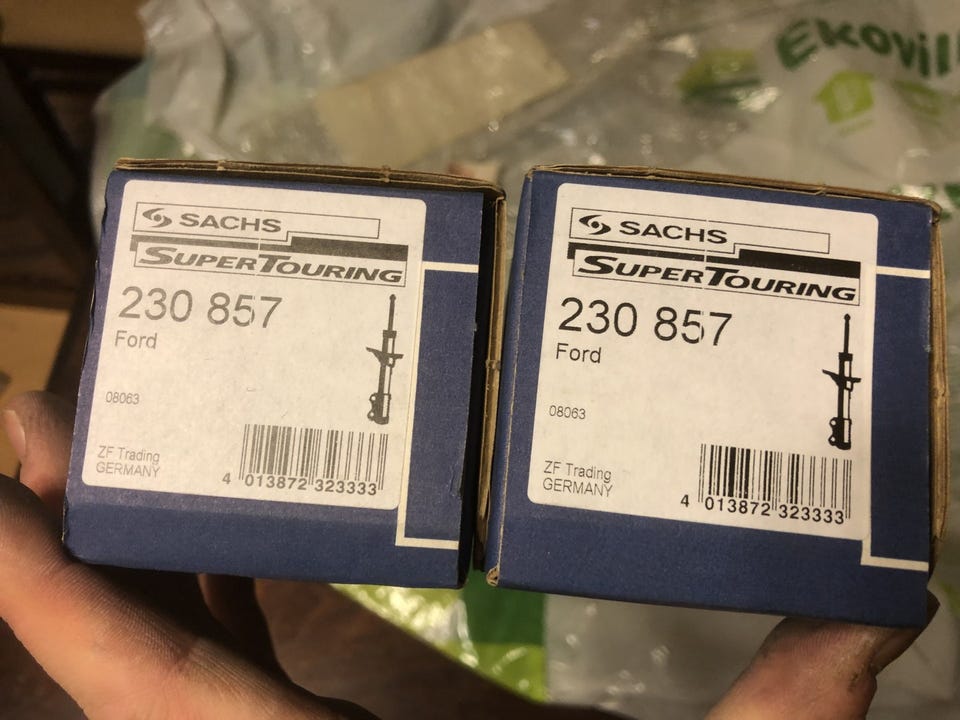 SACHS
SUPERTOURING
230 857
Ford
08063
ZF Trading
GERMANY
4 013872 323333
SACHS
SUPERTOURING
230 857
Ford
08063
ZF Trading
GERMANY
4 013872 323333